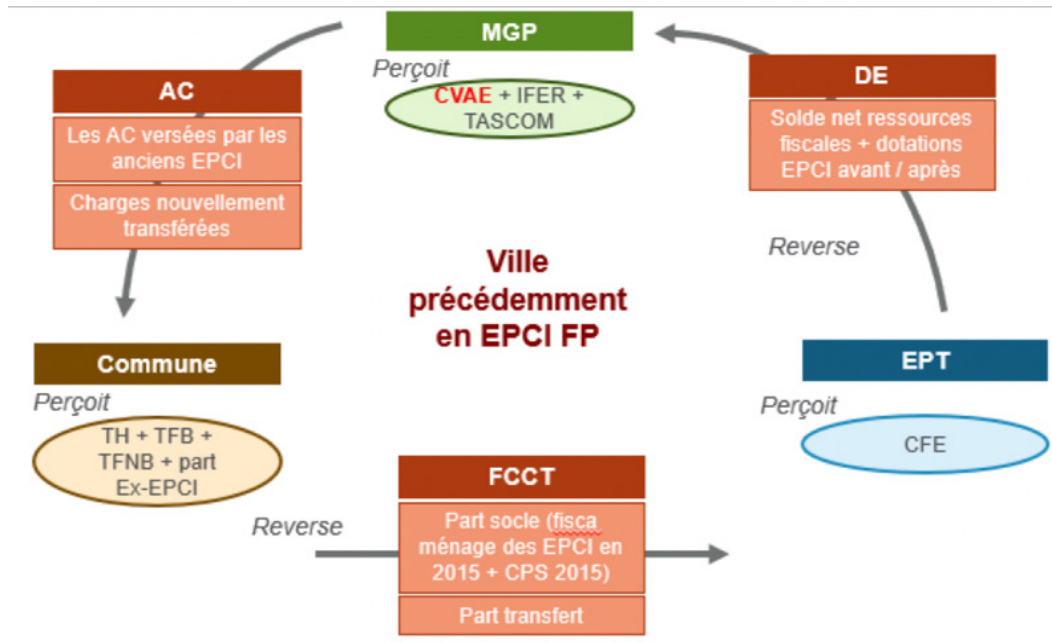 MGP
Perçoit
CVAE + IFER +
TASCOM
AC
Les AC versées par les
anciens EPCI
Charges nouvellement
transférées
DE
Solde net ressources
fiscales + dotations
EPCI avant / après
Reverse
Ville
précédemment
en EPCI FP
Commune
Perçoit
TH + TFB +
TFNB + part
Ex-EPCI
EPT
Perçoit
CFE
Reverse
FCCT
Part socle (fisca
ménage des EPCI en
2015 + CPS 2015)
Part transfert